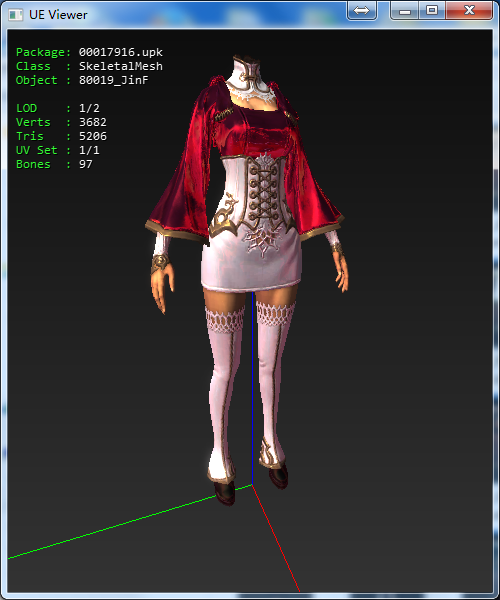 UE Viewer
Package: 00017916.upk
Class : SkeletalMesh
Object : 80019_JinF
LOD : 1/2
Verts : 3682
Tris : 5206
UV Set : 1/1
Bones : 97